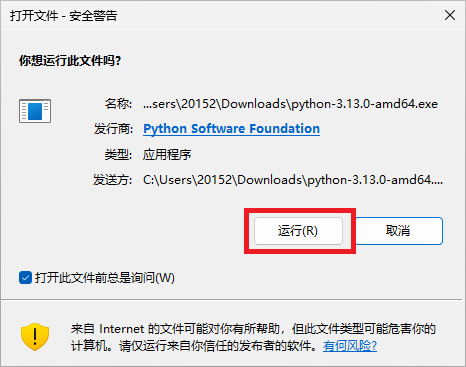 打开文件 - 安全警告
你想运行此文件吗?
名称: ...sers\20152\Downloads\python-3.13.0-amd64.exe
发行商: Python Software Foundation
类型: 应用程序
发送方: C:\Users\20152\Downloads\python-3.13.0-amd64....
运行(R) 取消
打开此文件前总是询问(W)
来自 Internet 的文件可能对你有所帮助，但此文件类型可能危害你的
计算机。请仅运行来自你信任的发布者的软件。有何风险?